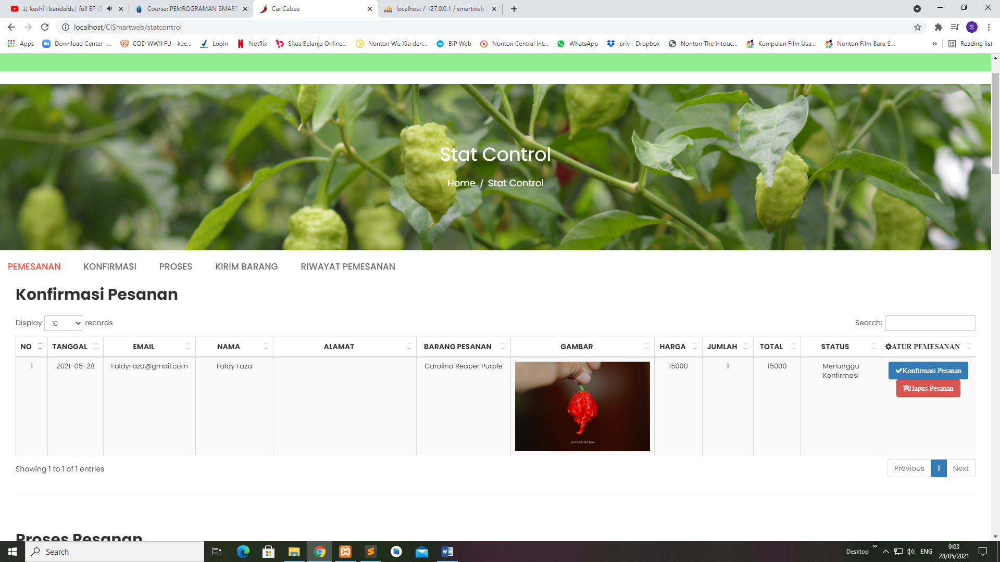 ♫ keshi「bandaids」full EP (5
Course: PEMROGRAMAN SMART
CariCabee
localhost / 127.0.0.1 / smartweb
localhost/CISmartweb/statcontrol
S
Apps
Download Center -...
COD WWII FU - kee...
Login
Netflix
Situs Belanja Online...
Nonton Wu Xia den...
BiP Web
Nonton Central Int...
WhatsApp
priv - Dropbox
Nonton The Intouc...
Kumpulan Film Usa...
Nonton Film Baru S...
»
Reading list
Stat Control
Home / Stat Control
PEMESANAN KONFIRMASI PROSES KIRIM BARANG RIWAYAT PEMESANAN
Konfirmasi Pesanan
Display 10 records
Search:
NO TANGGAL EMAIL NAMA ALAMAT BARANG PESANAN GAMBAR HARGA JUMLAH TOTAL STATUS ATUR PEMESANAN
1 2021-05-28 FaldyFaza@gmail.com Faldy Faza Carolina Reaper Purple 15000 1 15000 Menunggu
Konfirmasi
Konfirmasi Pesanan
Hapus Pesanan
@KEBUNEMA
Showing 1 to 1 of 1 entries
Previous 1 Next
Proses Pesanan
Search
Desktop
»
ENG
9:03
28/05/2021